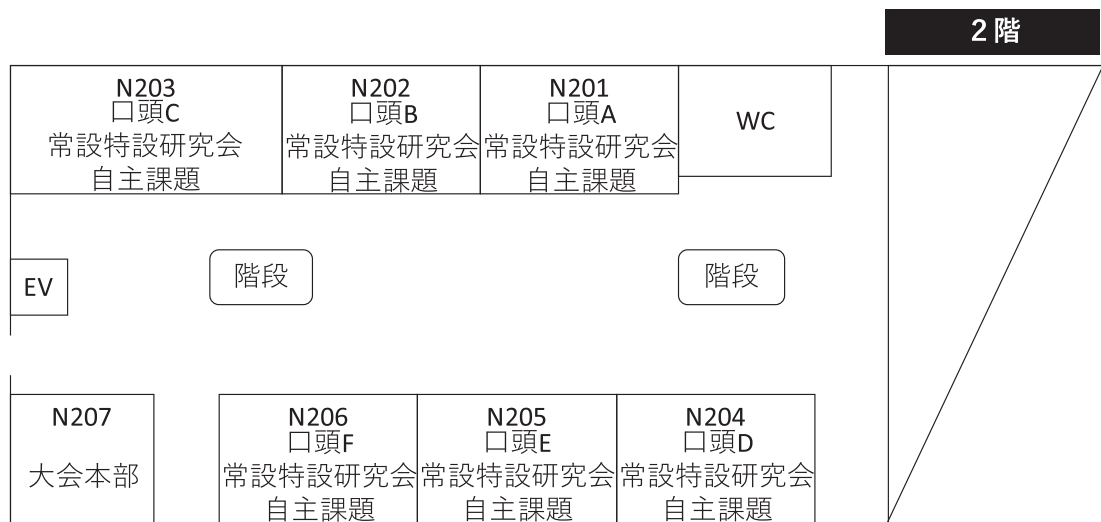 2階
N203
口頭C
常設特設研究会
自主課題
N202
口頭B
常設特設研究会
自主課題
N201
口頭A
常設特設研究会
自主課題
WC
EV
階段
階段
N207
大会本部
N206
口頭F
常設特設研究会
自主課題
N205
口頭E
常設特設研究会
自主課題
N204
口頭D
常設特設研究会
自主課題